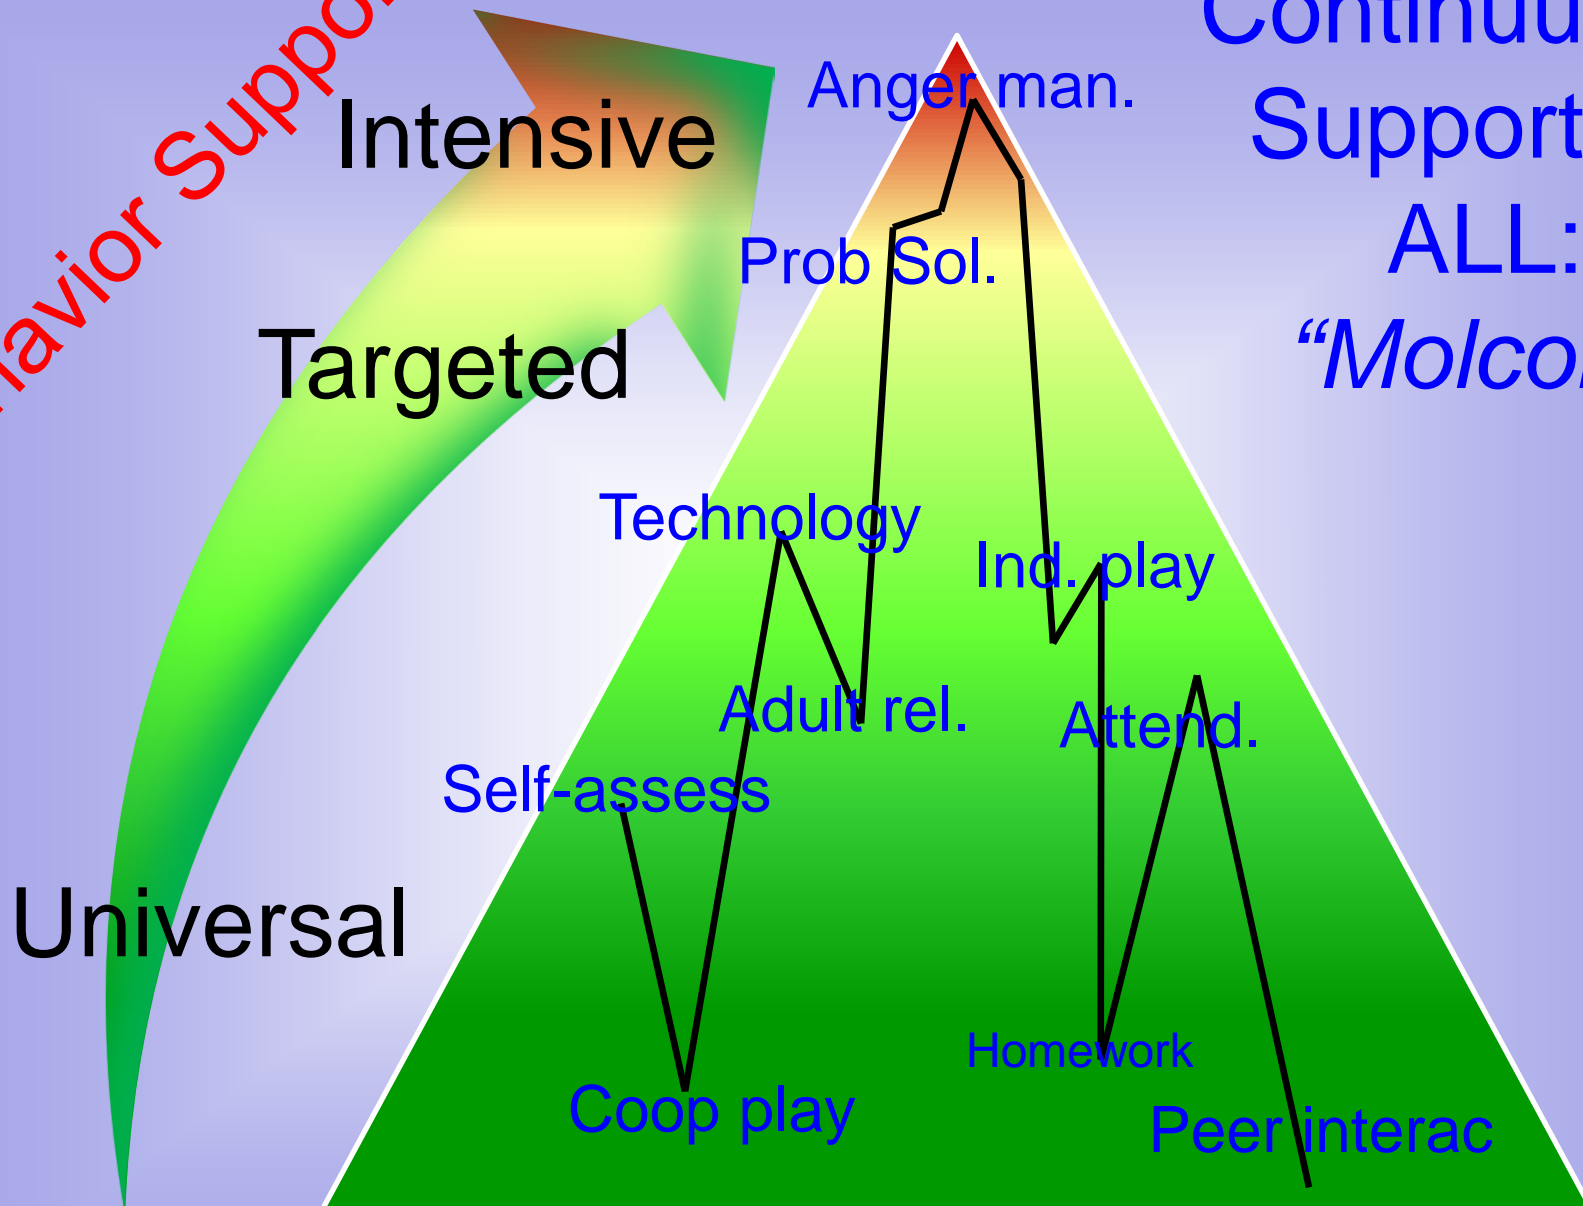 avior Suppo
Continuu
Support
ALL:
“Molco
Intensive
Targeted
Universal
Anger man.
Prob Sol.
Technology
Ind. play
Adult rel.
Attend.
Self-assess
Homework
Coop play
Peer interac